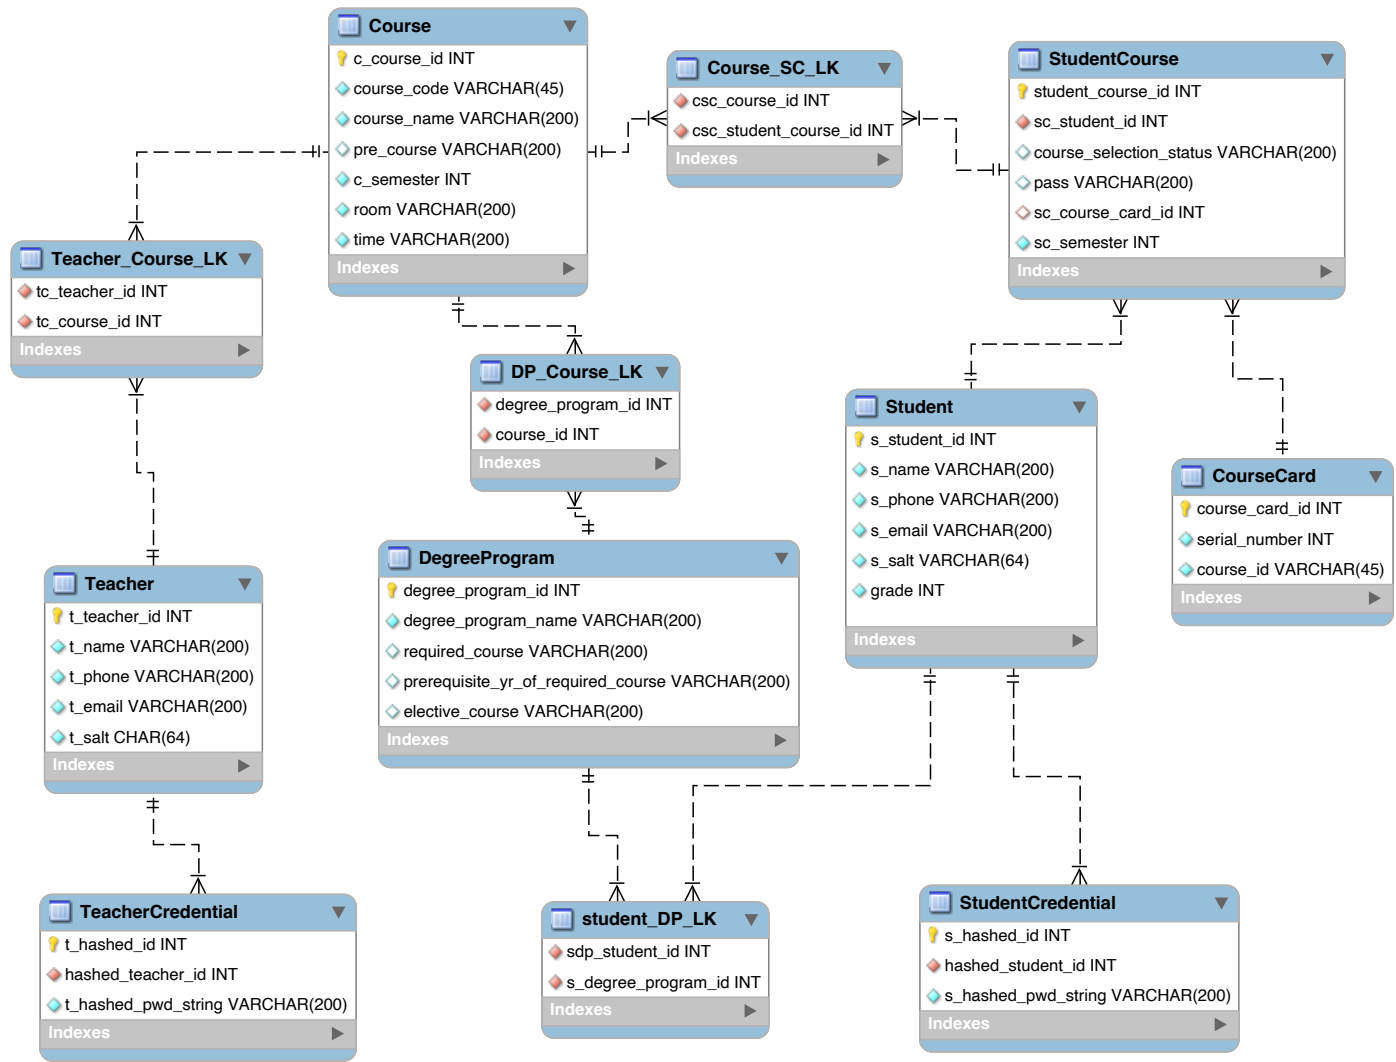 Course
c_course_id INT
course_code VARCHAR(45)
course_name VARCHAR(200)
pre_course VARCHAR(200)
c_semester INT
room VARCHAR(200)
time VARCHAR(200)
Indexes
Course_SC_LK
csc_course_id INT
csc_student_course_id INT
Indexes
StudentCourse
student_course_id INT
sc_student_id INT
course_selection_status VARCHAR(200)
pass VARCHAR(200)
sc_course_card_id INT
sc_semester INT
Indexes
Teacher_Course_LK
tc_teacher_id INT
tc_course_id INT
Indexes
DP_Course_LK
degree_program_id INT
course_id INT
Indexes
Student
s_student_id INT
s_name VARCHAR(200)
s_phone VARCHAR(200)
s_email VARCHAR(200)
s_salt VARCHAR(64)
grade INT
Indexes
CourseCard
course_card_id INT
serial_number INT
course_id VARCHAR(45)
Indexes
Teacher
t_teacher_id INT
t_name VARCHAR(200)
t_phone VARCHAR(200)
t_email VARCHAR(200)
t_salt CHAR(64)
Indexes
DegreeProgram
degree_program_id INT
degree_program_name VARCHAR(200)
required_course VARCHAR(200)
prerequisite_yr_of_required_course VARCHAR(200)
elective_course VARCHAR(200)
Indexes
TeacherCredential
t_hashed_id INT
hashed_teacher_id INT
t_hashed_pwd_string VARCHAR(200)
Indexes
student_DP_LK
sdp_student_id INT
s_degree_program_id INT
Indexes
StudentCredential
s_hashed_id INT
hashed_student_id INT
s_hashed_pwd_string VARCHAR(200)
Indexes